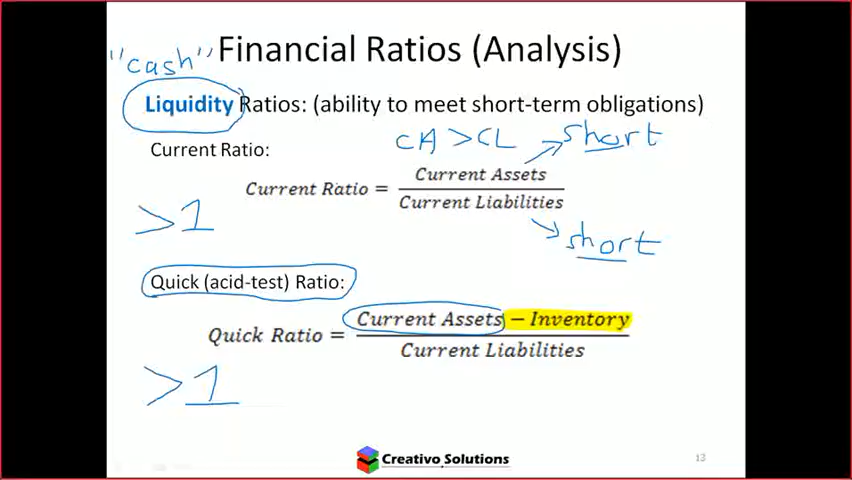 Financial Ratios (Analysis)
"cash"
Liquidity Ratios: (ability to meet short-term obligations)
CA > CL
short
Current Ratio:
Current Ratio = Current Assets
Current Liabilities
> 1
short
Quick (acid-test) Ratio:
Quick Ratio = Current Assets − Inventory
Current Liabilities
> 1
Creativo Solutions
13